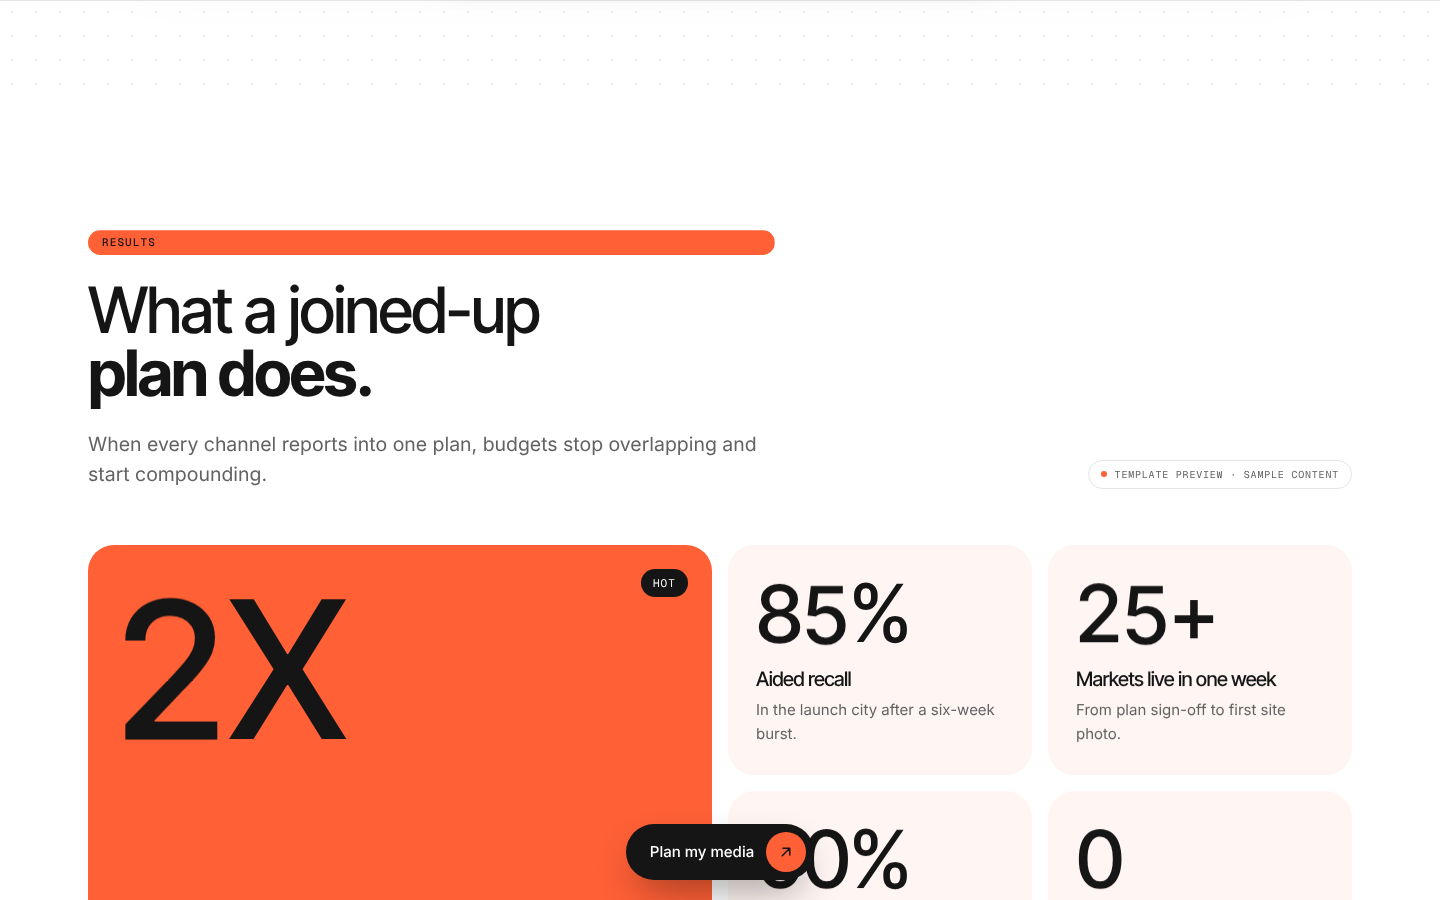 RESULTS
What a joined-up
plan does.
When every channel reports into one plan, budgets stop overlapping and
start compounding.
TEMPLATE PREVIEW · SAMPLE CONTENT
2X
HOT
85%
Aided recall
In the launch city after a six-week
burst.
25+
Markets live in one week
From plan sign-off to first site
photo.
0%
0
Plan my media